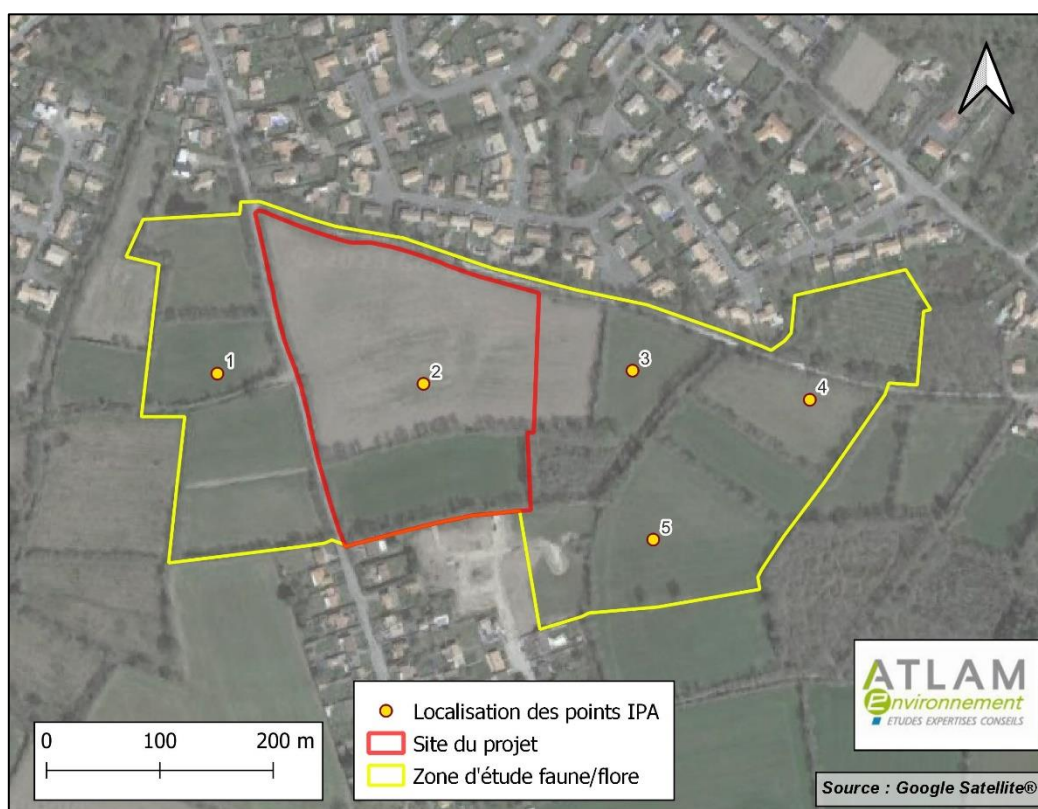 1
2
3
4
5
0 100 200 m
Localisation des points IPA
Site du projet
Zone d'étude faune/flore
ATLAM
environnement
ETUDES EXPERTISES CONSEILS
Source : Google Satellite®